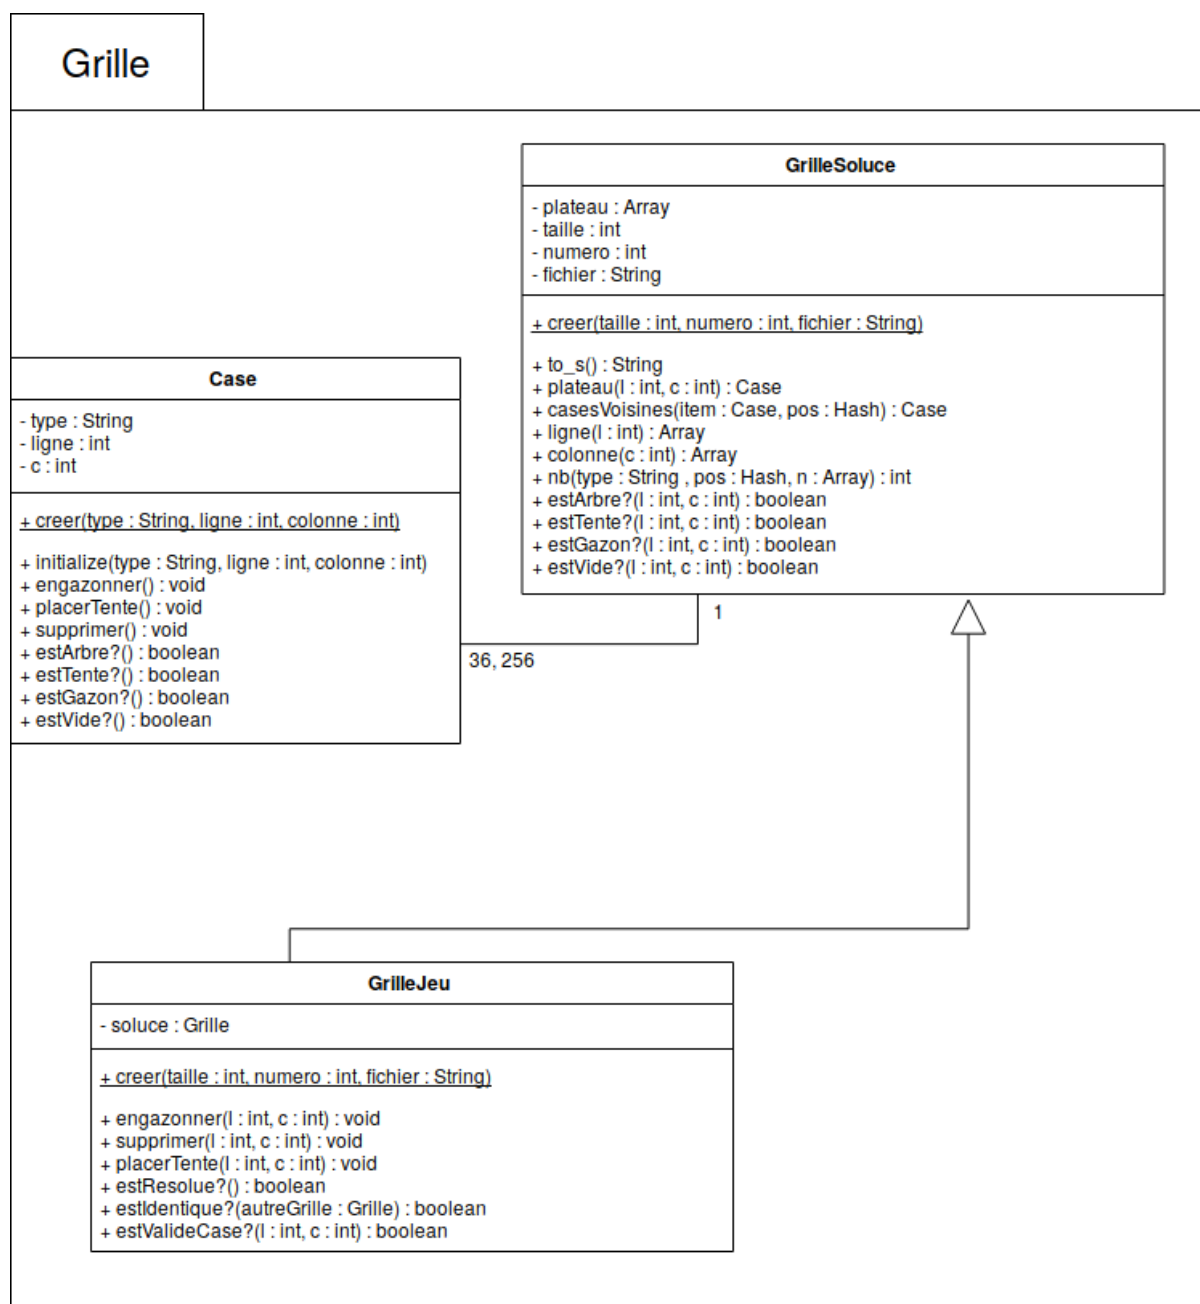 Grille
GrilleSoluce
- plateau : Array
- taille : int
- numero : int
- fichier : String
+ creer(taille : int, numero : int, fichier : String)
+ to_s() : String
+ plateau(l : int, c : int) : Case
+ casesVoisines(item : Case, pos : Hash) : Case
+ ligne(l : int) : Array
+ colonne(c : int) : Array
+ nb(type : String , pos : Hash, n : Array) : int
+ estArbre?(l : int, c : int) : boolean
+ estTente?(l : int, c : int) : boolean
+ estGazon?(l : int, c : int) : boolean
+ estVide?(l : int, c : int) : boolean
Case
- type : String
- ligne : int
- c : int
+ creer(type : String, ligne : int, colonne : int)
+ initialize(type : String, ligne : int, colonne : int)
+ engazonner() : void
+ placerTente() : void
+ supprimer() : void
+ estArbre?() : boolean
+ estTente?() : boolean
+ estGazon?() : boolean
+ estVide?() : boolean
1
36, 256
GrilleJeu
- soluce : Grille
+ creer(taille : int, numero : int, fichier : String)
+ engazonner(l : int, c : int) : void
+ supprimer(l : int, c : int) : void
+ placerTente(l : int, c : int) : void
+ estResolue?() : boolean
+ estIdentique?(autreGrille : Grille) : boolean
+ estValideCase?(l : int, c : int) : boolean